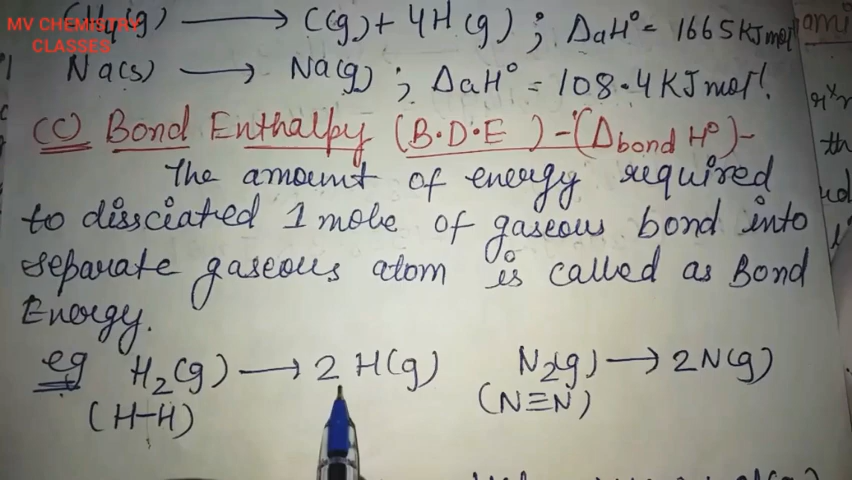 MV CHEMISTRY
CLASSES
(g) ⟶ C(g) + 4H(g) ; ΔaH° = 1665 KJ mol
Na(s) ⟶ Na(g) ; ΔaH° = 108.4 KJ mol⁻¹.
(C) Bond Enthalpy (B.D.E) -(Δbond H°)-
The amount of energy required
to dissciated 1 mole of gaseous bond into
separate gaseous atom is called as Bond
Energy.
eg H₂(g) ⟶ 2 H(g) N₂(g) ⟶ 2N(g)
(H-H) (N≡N)